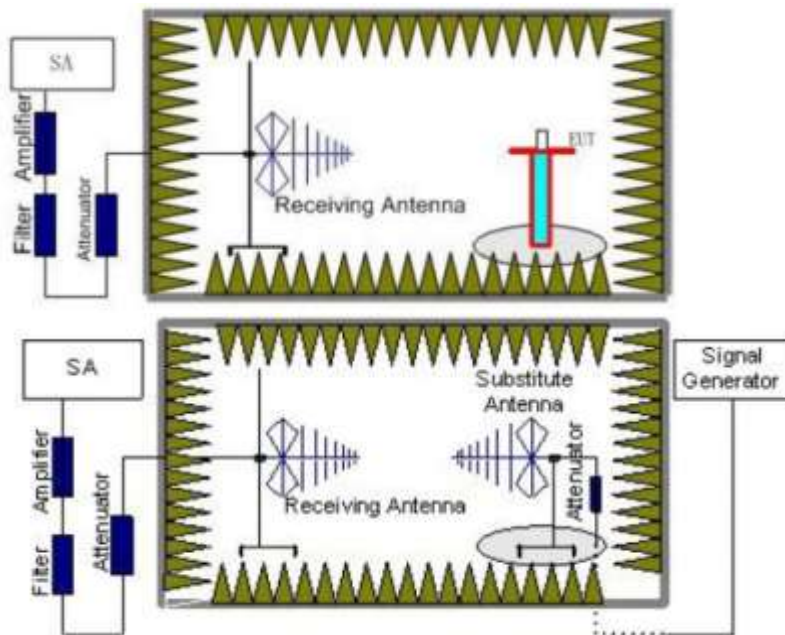 SA
Amplifier
Filter
Attenuator
Receiving Antenna
EUT
SA
Amplifier
Filter
Attenuator
Receiving Antenna
Substitute
Antenna
Attenuator
Signal
Generator